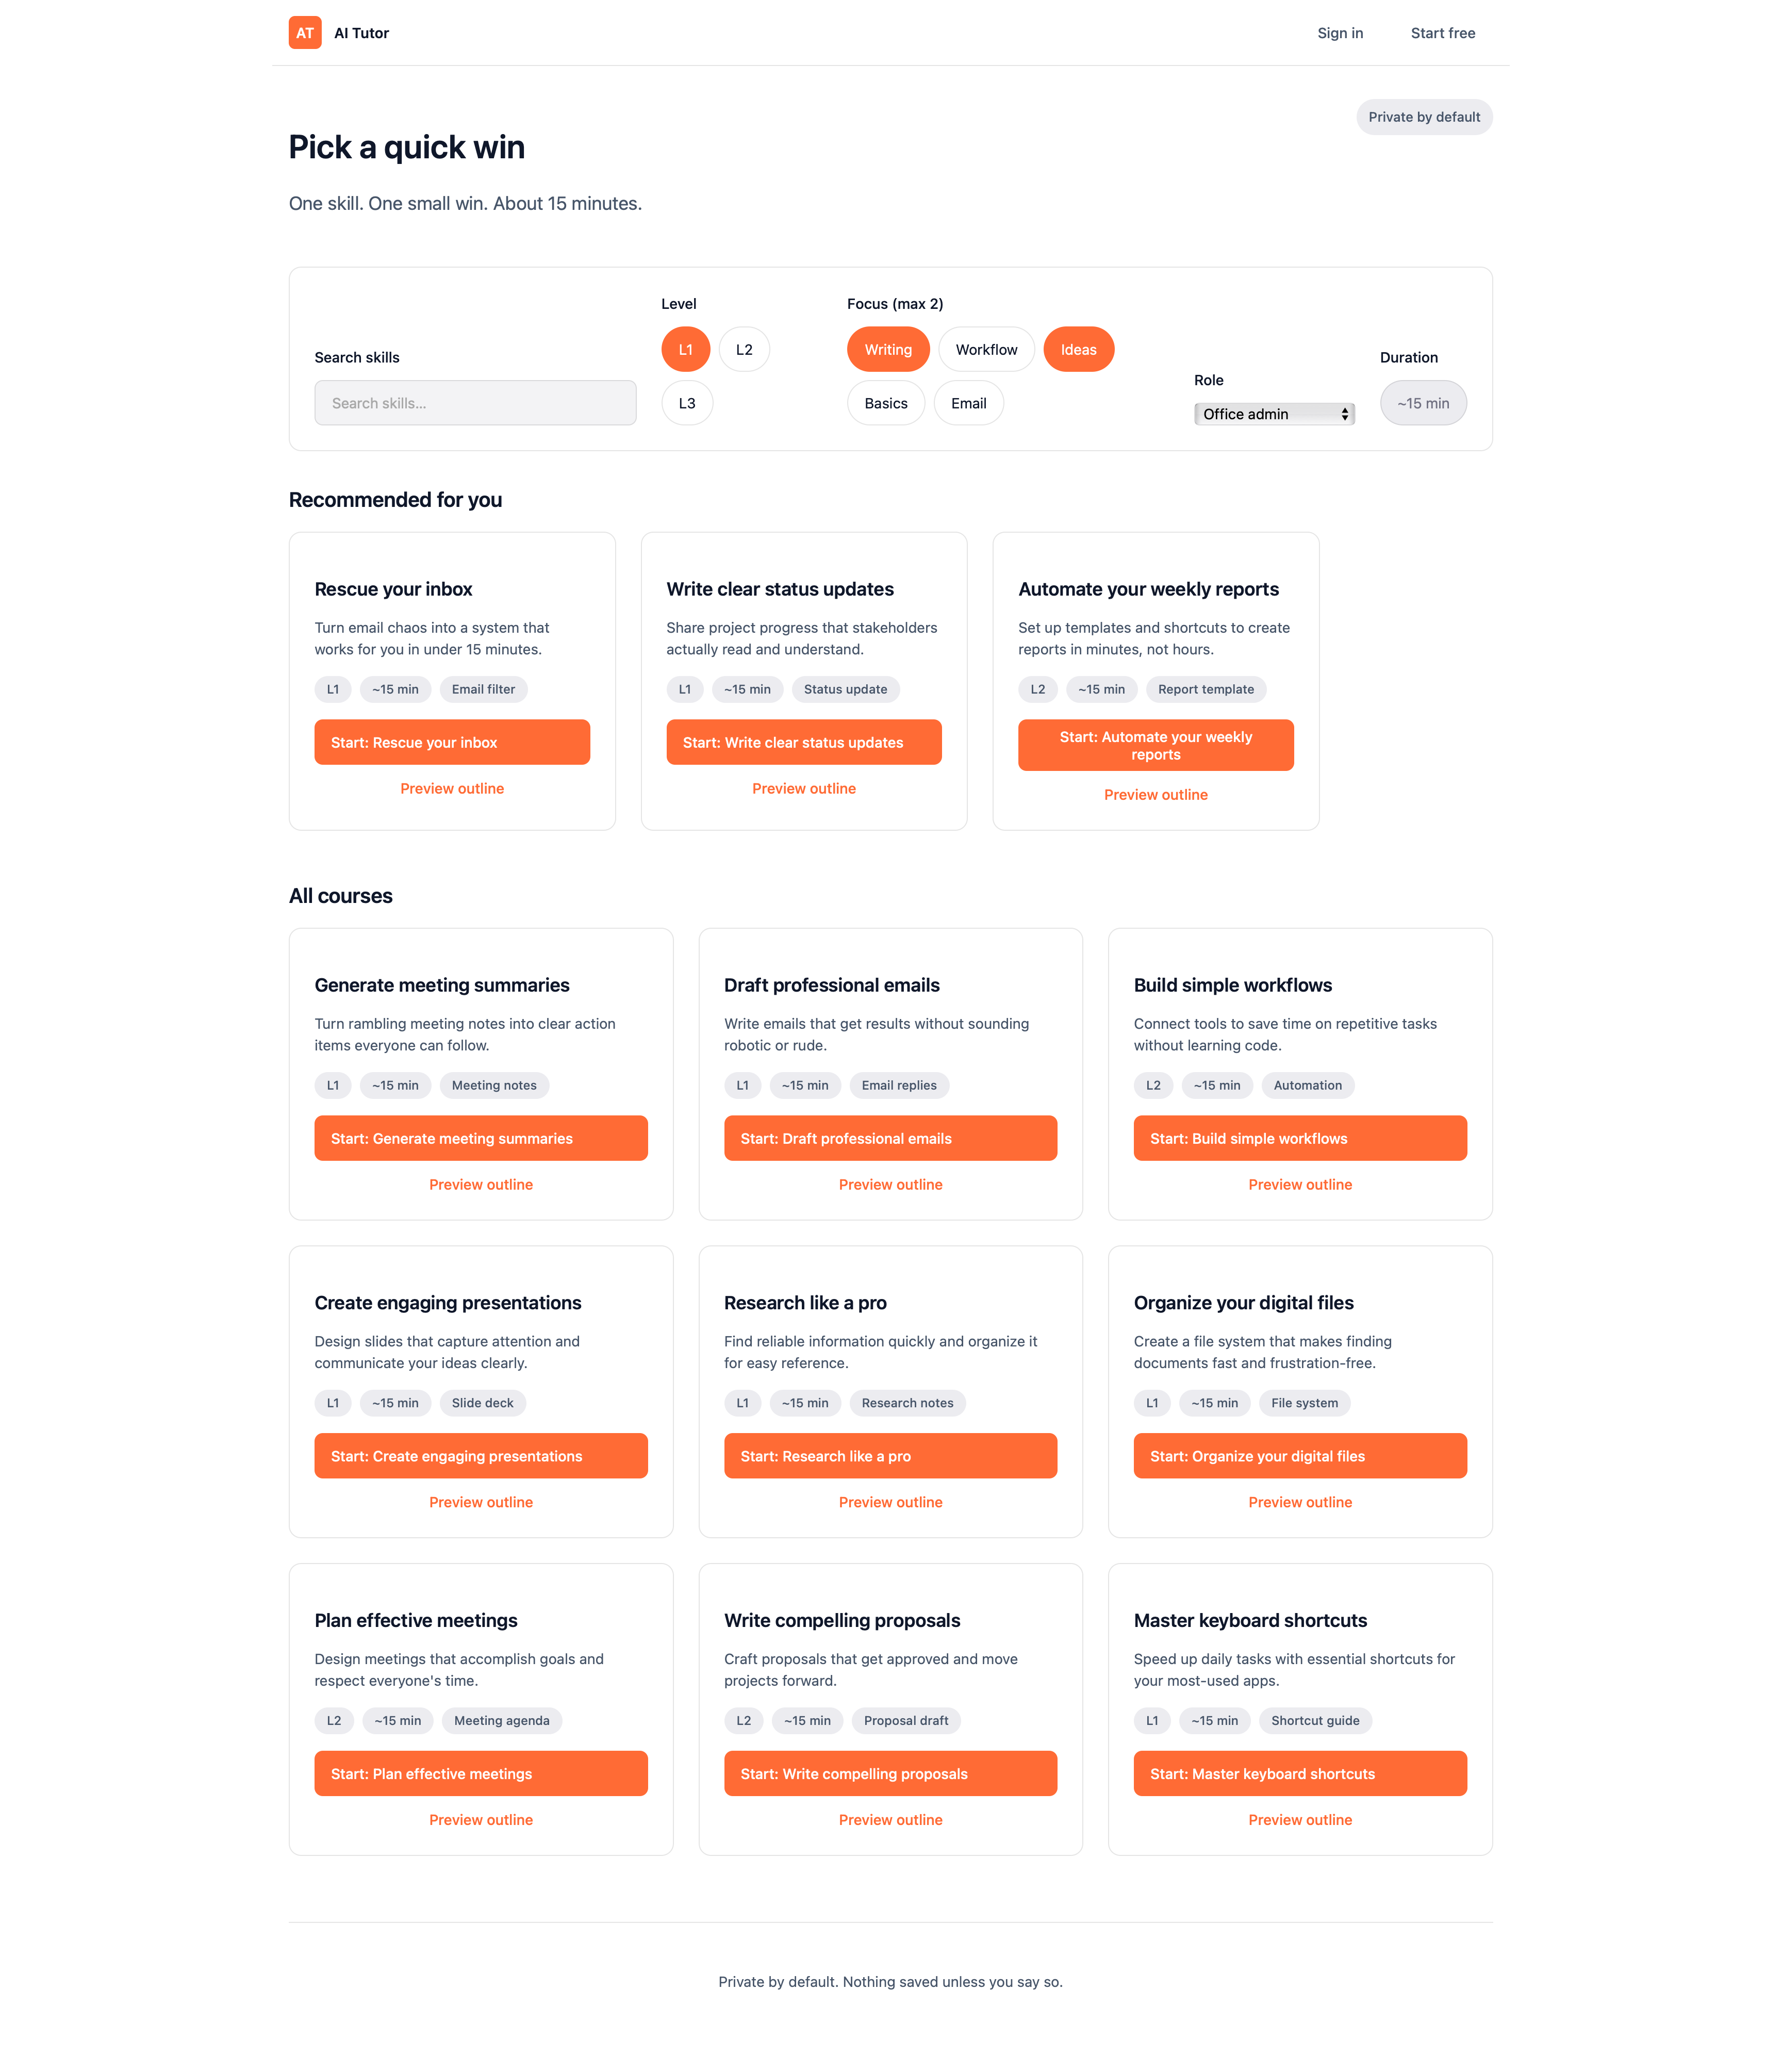 AT AI Tutor Sign in Start free
Private by default
Pick a quick win
One skill. One small win. About 15 minutes.
Search skills
Search skills...
Level
L1 L2
L3
Focus (max 2)
Writing Workflow Ideas
Basics Email
Role
Office admin
Duration
~15 min
Recommended for you
Rescue your inbox
Turn email chaos into a system that
works for you in under 15 minutes.
L1 ~15 min Email filter
Start: Rescue your inbox
Preview outline
Write clear status updates
Share project progress that stakeholders
actually read and understand.
L1 ~15 min Status update
Start: Write clear status updates
Preview outline
Automate your weekly reports
Set up templates and shortcuts to create
reports in minutes, not hours.
L2 ~15 min Report template
Start: Automate your weekly
reports
Preview outline
All courses
Generate meeting summaries
Turn rambling meeting notes into clear action
items everyone can follow.
L1 ~15 min Meeting notes
Start: Generate meeting summaries
Preview outline
Draft professional emails
Write emails that get results without sounding
robotic or rude.
L1 ~15 min Email replies
Start: Draft professional emails
Preview outline
Build simple workflows
Connect tools to save time on repetitive tasks
without learning code.
L2 ~15 min Automation
Start: Build simple workflows
Preview outline
Create engaging presentations
Design slides that capture attention and
communicate your ideas clearly.
L1 ~15 min Slide deck
Start: Create engaging presentations
Preview outline
Research like a pro
Find reliable information quickly and organize it
for easy reference.
L1 ~15 min Research notes
Start: Research like a pro
Preview outline
Organize your digital files
Create a file system that makes finding
documents fast and frustration-free.
L1 ~15 min File system
Start: Organize your digital files
Preview outline
Plan effective meetings
Design meetings that accomplish goals and
respect everyone's time.
L2 ~15 min Meeting agenda
Start: Plan effective meetings
Preview outline
Write compelling proposals
Craft proposals that get approved and move
projects forward.
L2 ~15 min Proposal draft
Start: Write compelling proposals
Preview outline
Master keyboard shortcuts
Speed up daily tasks with essential shortcuts for
your most-used apps.
L1 ~15 min Shortcut guide
Start: Master keyboard shortcuts
Preview outline
Private by default. Nothing saved unless you say so.